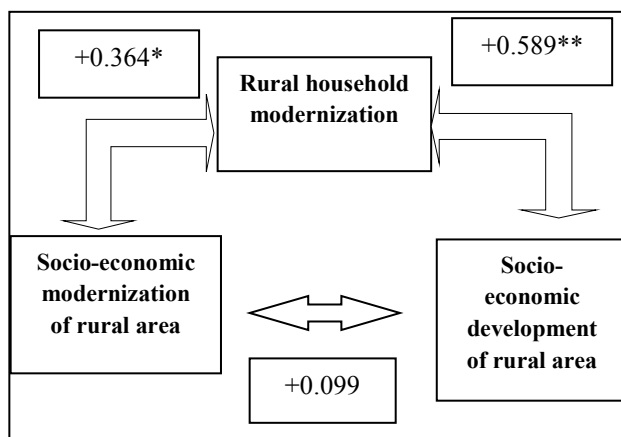 +0.364*
+0.589**
Rural household
modernization
Socio-economic
modernization
of rural area
Socio-
economic
development
of rural area
+0.099